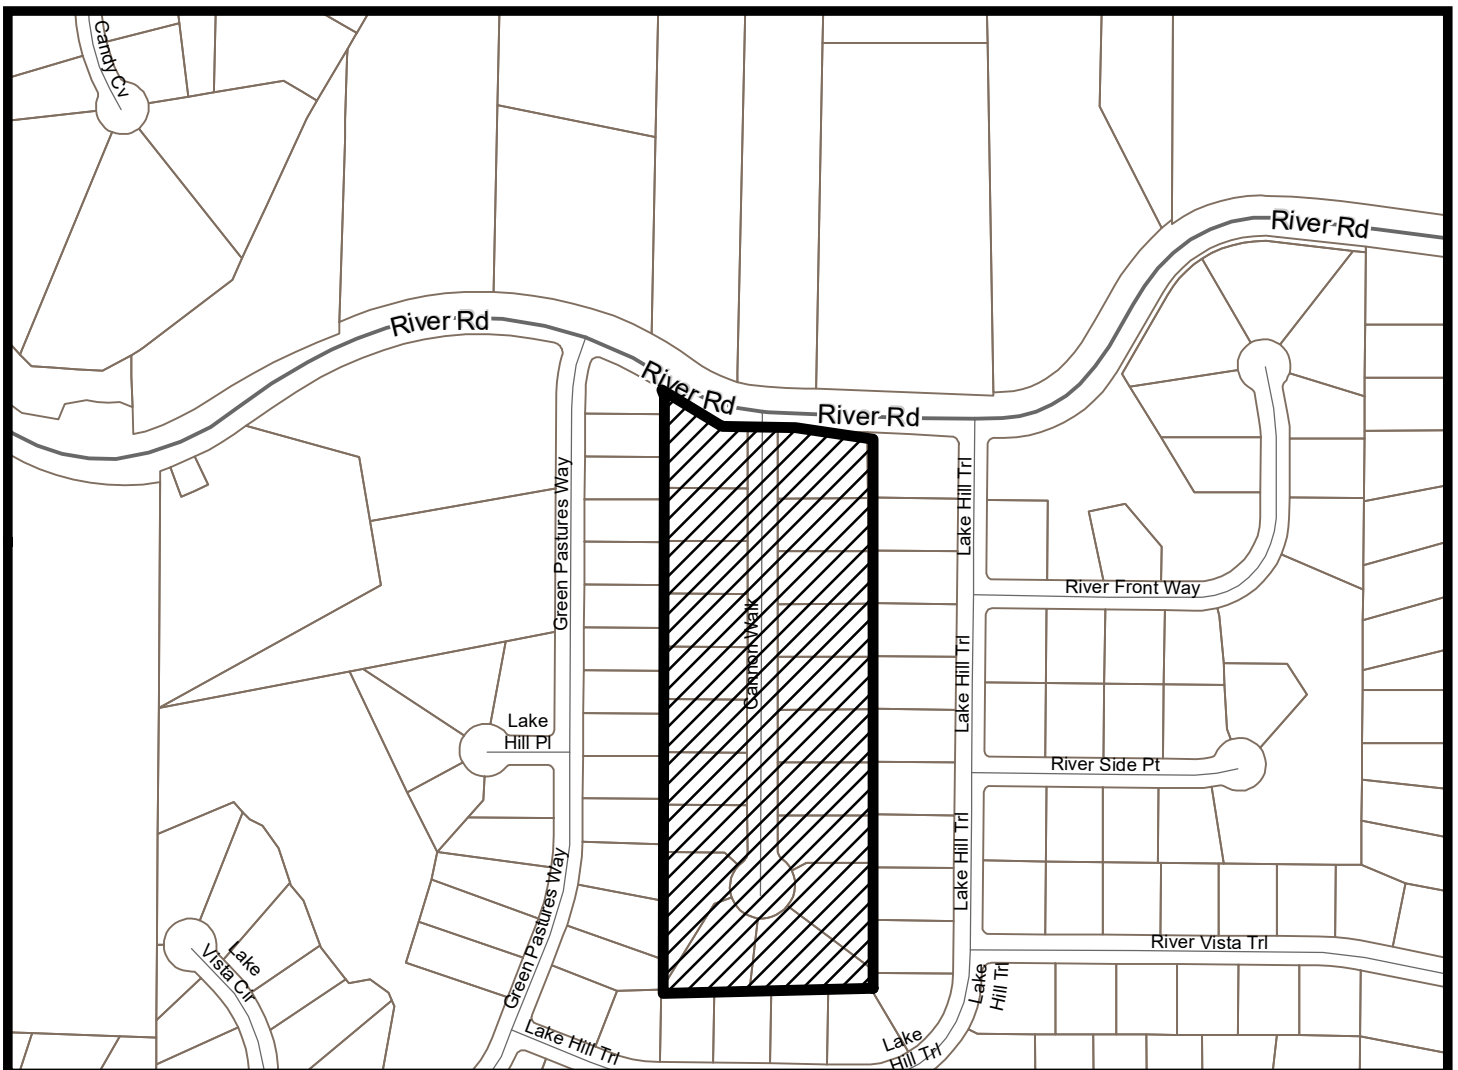 Candy Cv
River Rd
River Rd
River Rd
River Rd
Green Pastures Way
Lake Hill Trl
River Front Way
Cannon Walk
Lake Hill Trl
Lake
Hill Pl
River Side Pt
Lake Hill Trl
Green Pastures Way
River Vista Trl
Lake
Vista Cir
Lake
Hill Trl
Lake Hill Trl
Lake
Hill Trl